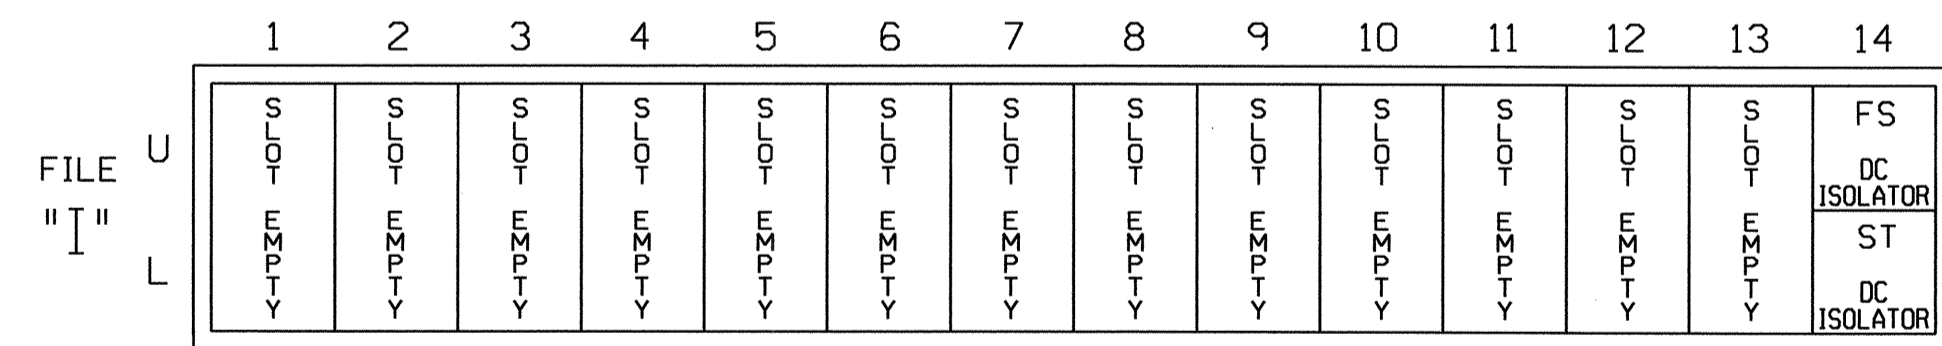 1 2 3 4 5 6 7 8 9 10 11 12 13 14
FILE "I"
U
L
SLOT EMPTY
SLOT EMPTY
SLOT EMPTY
SLOT EMPTY
SLOT EMPTY
SLOT EMPTY
SLOT EMPTY
SLOT EMPTY
SLOT EMPTY
SLOT EMPTY
SLOT EMPTY
SLOT EMPTY
SLOT EMPTY
FS
DC
ISOLATOR
ST
DC
ISOLATOR